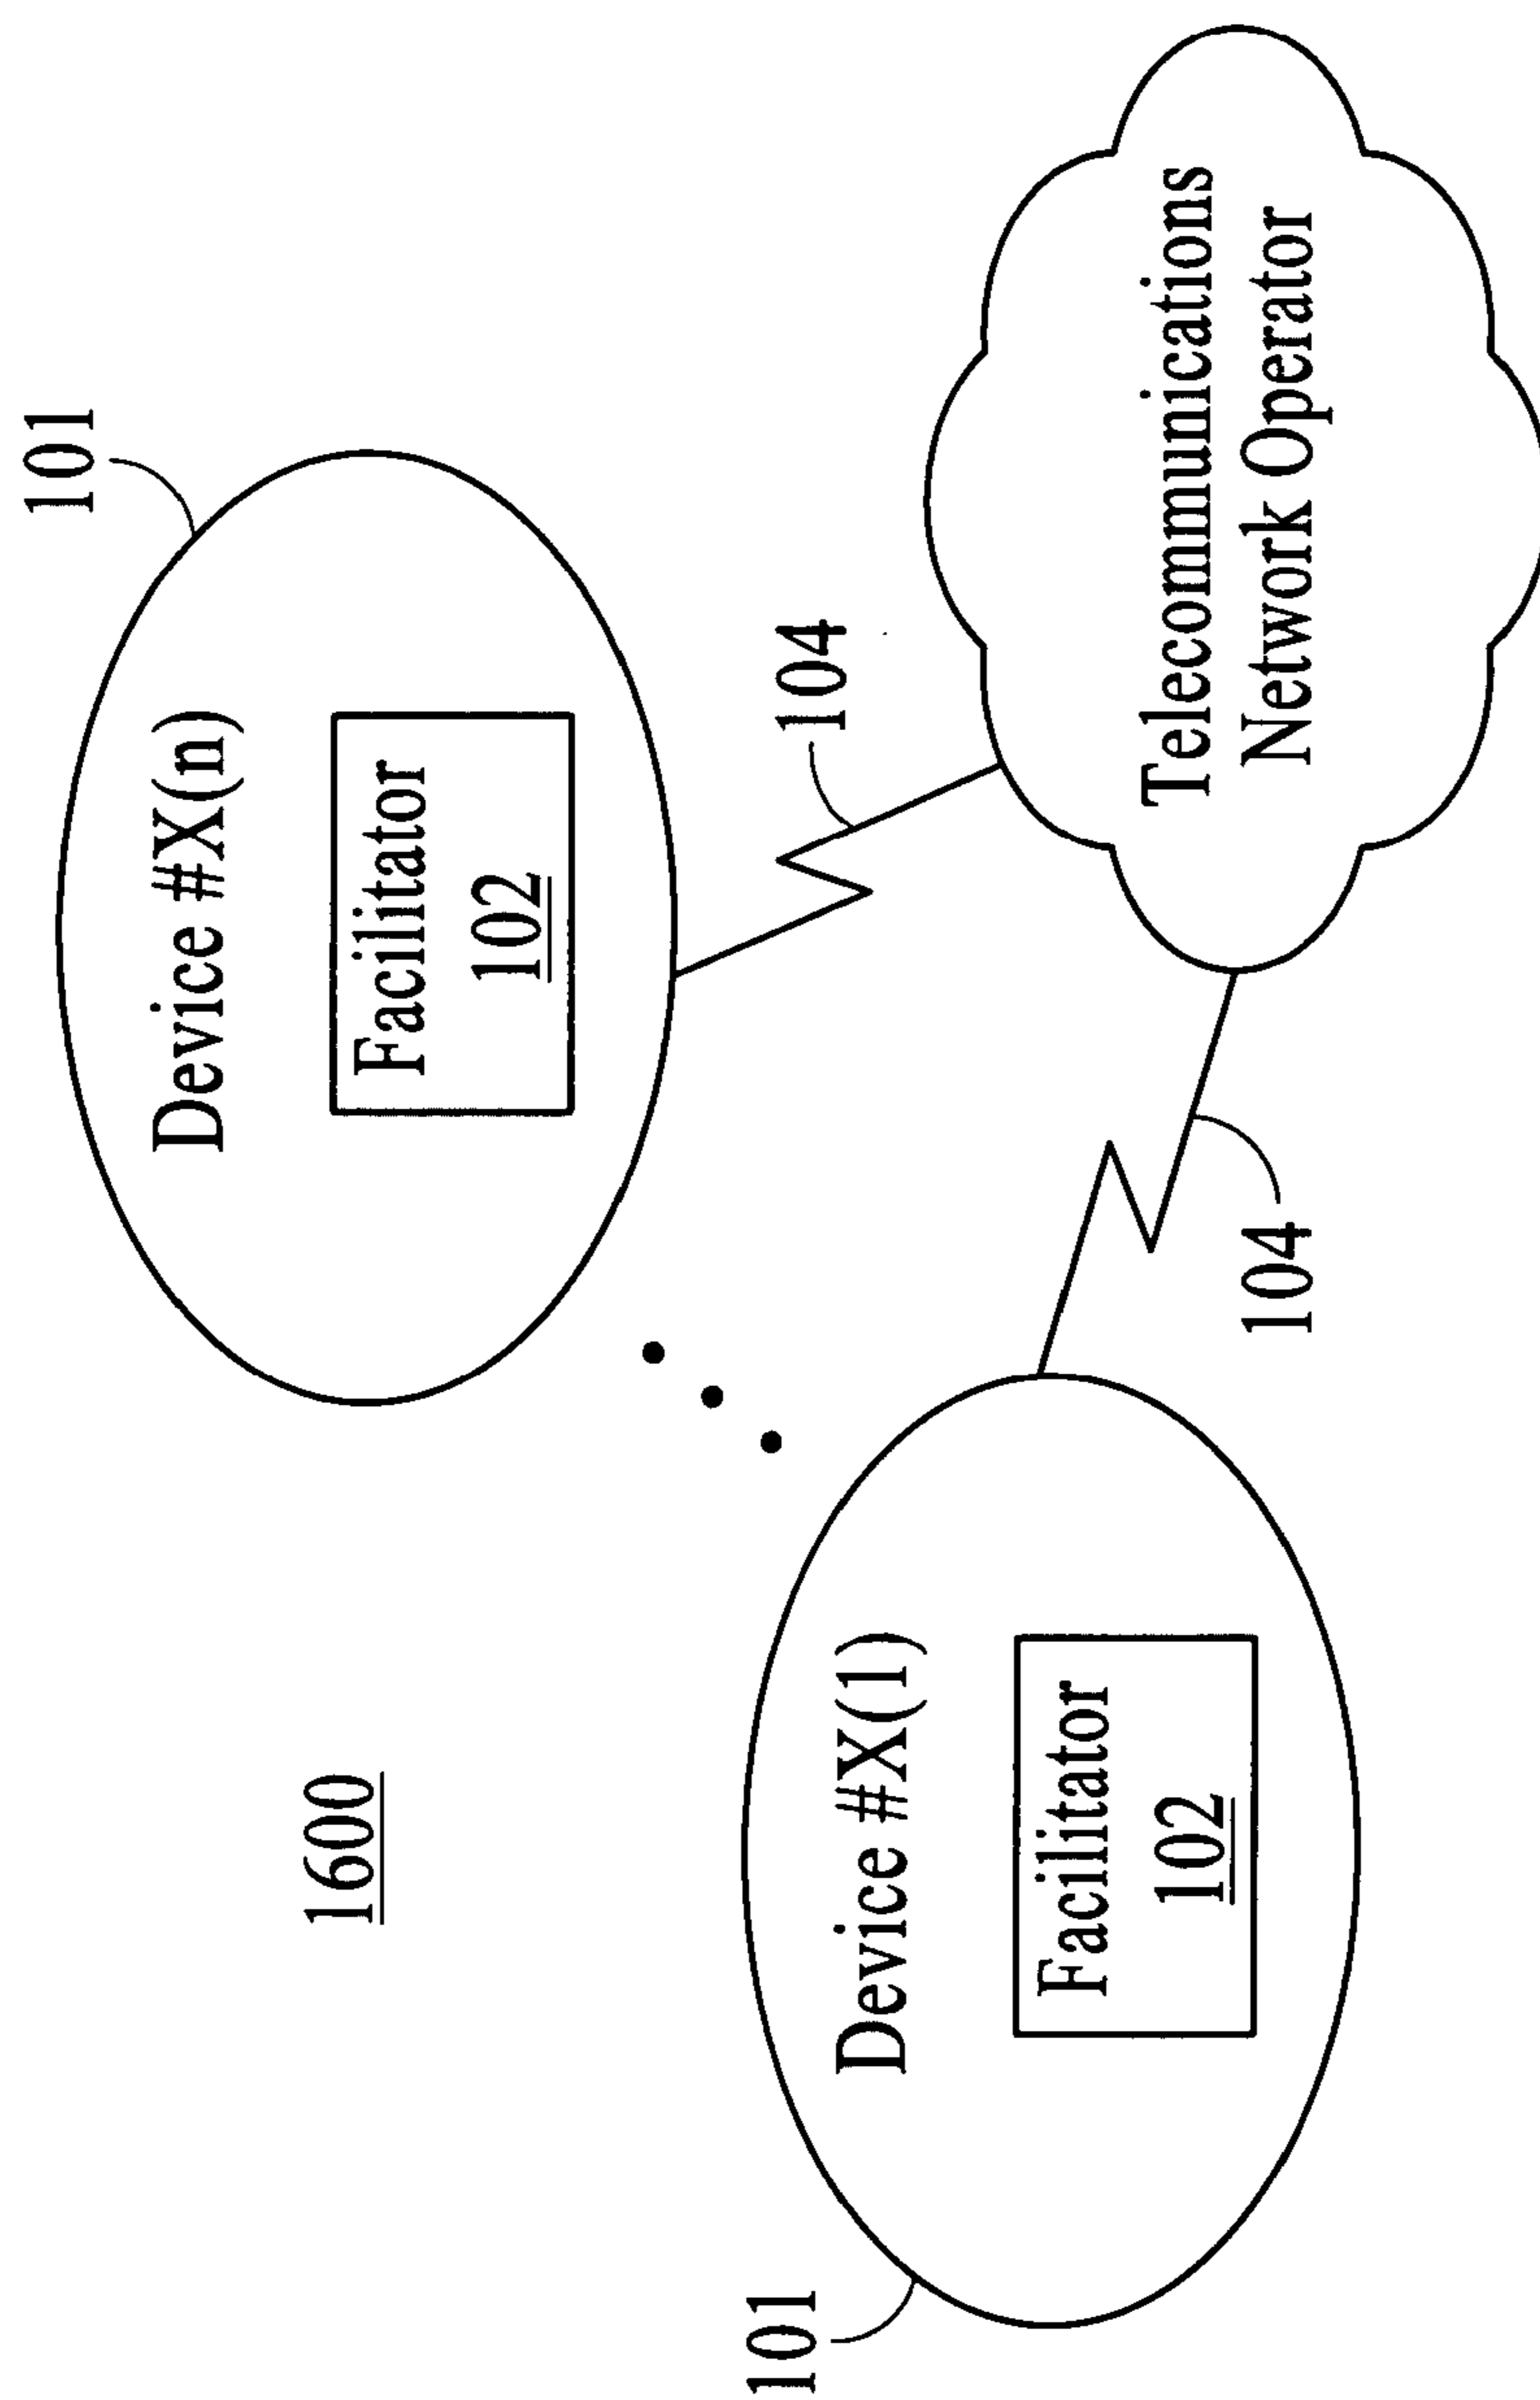 1600
101
Device #X(n)
Facilitator
102
104
101
Device #X(1)
Facilitator
102
104
Telecommunications
Network Operator